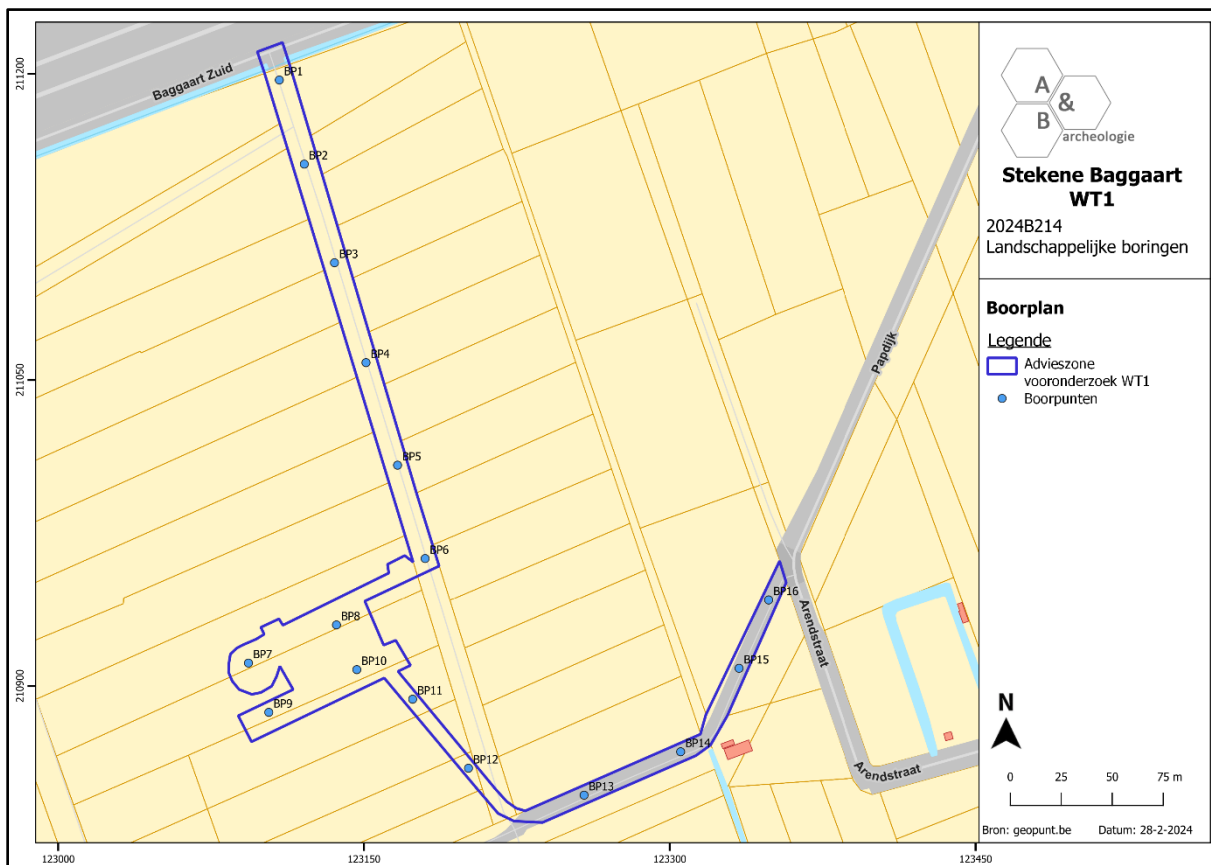 Baggaart Zuid
BP1
BP2
BP3
BP4
BP5
BP6
BP7
BP8
BP9
BP10
BP11
BP12
BP13
BP14
BP15
BP16
Papdijk
Arendstraat
Arendstraat
211200
211050
210900
123000
123150
123300
123450
A
&
B
archeologie
Stekene Baggaart
WT1
2024B214
Landschappelijke boringen
Boorplan
Legende
Advieszone
vooronderzoek WT1
Boorpunten
N
0 25 50 75 m
Bron: geopunt.be Datum: 28-2-2024